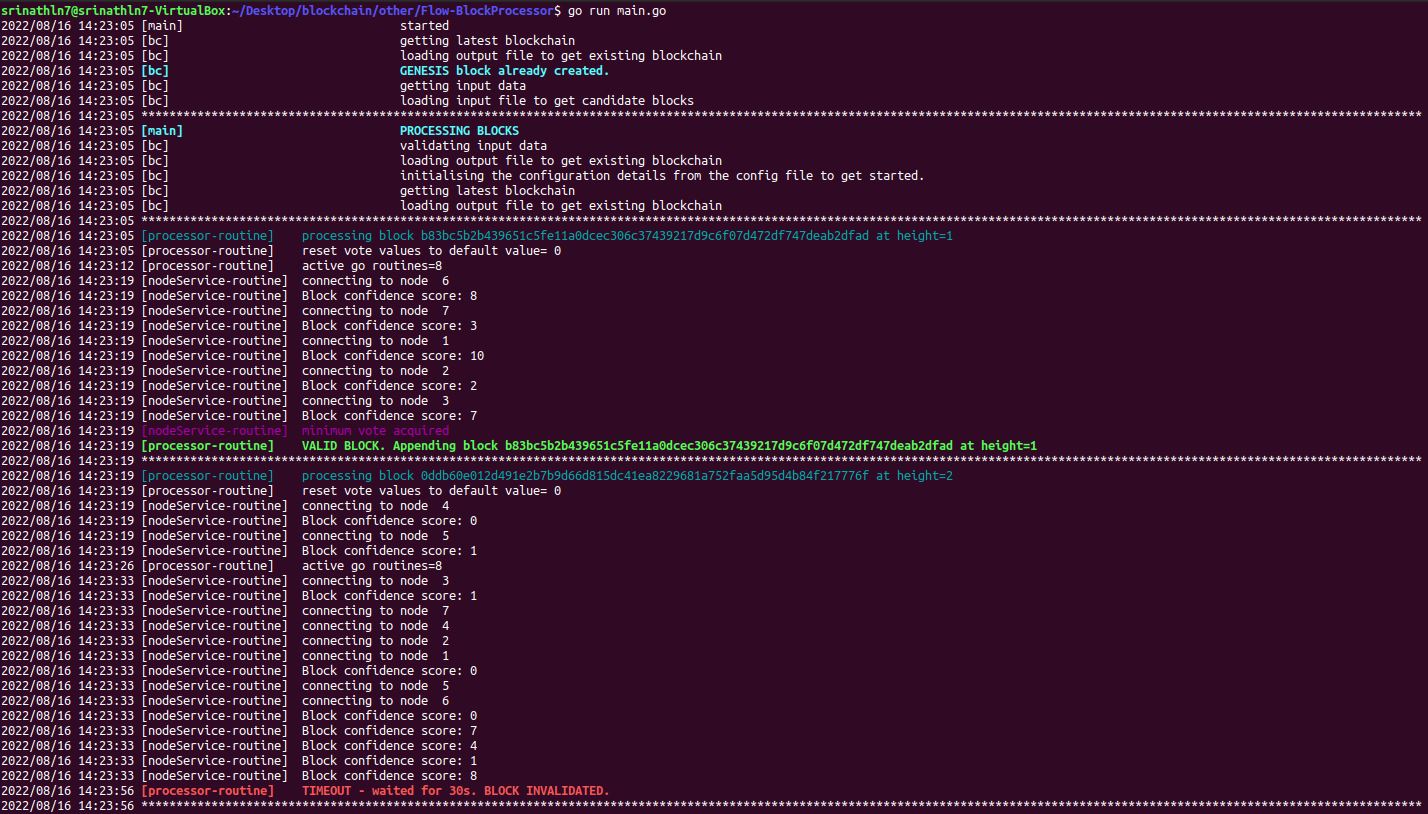 srinathln7@srinathln7-VirtualBox:~/Desktop/blockchain/other/Flow-BlockProcessor$ go run main.go
2022/08/16 14:23:05 [main] started
2022/08/16 14:23:05 [bc] getting latest blockchain
2022/08/16 14:23:05 [bc] loading output file to get existing blockchain
2022/08/16 14:23:05 [bc] GENESIS block already created.
2022/08/16 14:23:05 [bc] getting input data
2022/08/16 14:23:05 [bc] loading input file to get candidate blocks
2022/08/16 14:23:05 ****************************************************************************************************************************************************************************************
2022/08/16 14:23:05 [main] PROCESSING BLOCKS
2022/08/16 14:23:05 [bc] validating input data
2022/08/16 14:23:05 [bc] loading output file to get existing blockchain
2022/08/16 14:23:05 [bc] initialising the configuration details from the config file to get started.
2022/08/16 14:23:05 [bc] getting latest blockchain
2022/08/16 14:23:05 [bc] loading output file to get existing blockchain
2022/08/16 14:23:05 ****************************************************************************************************************************************************************************************
2022/08/16 14:23:05 [processor-routine] processing block b83bc5b2b439651c5fe11a0dcec306c37439217d9c6f07d472df747deab2dfad at height=1
2022/08/16 14:23:05 [processor-routine] reset vote values to default value= 0
2022/08/16 14:23:12 [processor-routine] active go routines=8
2022/08/16 14:23:19 [nodeService-routine] connecting to node 6
2022/08/16 14:23:19 [nodeService-routine] Block confidence score: 8
2022/08/16 14:23:19 [nodeService-routine] connecting to node 7
2022/08/16 14:23:19 [nodeService-routine] Block confidence score: 3
2022/08/16 14:23:19 [nodeService-routine] connecting to node 1
2022/08/16 14:23:19 [nodeService-routine] Block confidence score: 10
2022/08/16 14:23:19 [nodeService-routine] connecting to node 2
2022/08/16 14:23:19 [nodeService-routine] Block confidence score: 2
2022/08/16 14:23:19 [nodeService-routine] connecting to node 3
2022/08/16 14:23:19 [nodeService-routine] Block confidence score: 7
2022/08/16 14:23:19 [nodeService-routine] minimum vote acquired
2022/08/16 14:23:19 [processor-routine] VALID BLOCK. Appending block b83bc5b2b439651c5fe11a0dcec306c37439217d9c6f07d472df747deab2dfad at height=1
2022/08/16 14:23:19 ****************************************************************************************************************************************************************************************
2022/08/16 14:23:19 [processor-routine] processing block 0ddb60e012d491e2b7b9d66d815dc41ea8229681a752faa5d95d4b84f217776f at height=2
2022/08/16 14:23:19 [processor-routine] reset vote values to default value= 0
2022/08/16 14:23:19 [nodeService-routine] connecting to node 4
2022/08/16 14:23:19 [nodeService-routine] Block confidence score: 0
2022/08/16 14:23:19 [nodeService-routine] connecting to node 5
2022/08/16 14:23:19 [nodeService-routine] Block confidence score: 1
2022/08/16 14:23:26 [processor-routine] active go routines=8
2022/08/16 14:23:33 [nodeService-routine] connecting to node 3
2022/08/16 14:23:33 [nodeService-routine] Block confidence score: 1
2022/08/16 14:23:33 [nodeService-routine] connecting to node 7
2022/08/16 14:23:33 [nodeService-routine] connecting to node 4
2022/08/16 14:23:33 [nodeService-routine] connecting to node 2
2022/08/16 14:23:33 [nodeService-routine] connecting to node 1
2022/08/16 14:23:33 [nodeService-routine] Block confidence score: 0
2022/08/16 14:23:33 [nodeService-routine] connecting to node 5
2022/08/16 14:23:33 [nodeService-routine] connecting to node 6
2022/08/16 14:23:33 [nodeService-routine] Block confidence score: 0
2022/08/16 14:23:33 [nodeService-routine] Block confidence score: 7
2022/08/16 14:23:33 [nodeService-routine] Block confidence score: 4
2022/08/16 14:23:33 [nodeService-routine] Block confidence score: 1
2022/08/16 14:23:33 [nodeService-routine] Block confidence score: 8
2022/08/16 14:23:56 [processor-routine] TIMEOUT - waited for 30s. BLOCK INVALIDATED.
2022/08/16 14:23:56 ****************************************************************************************************************************************************************************************